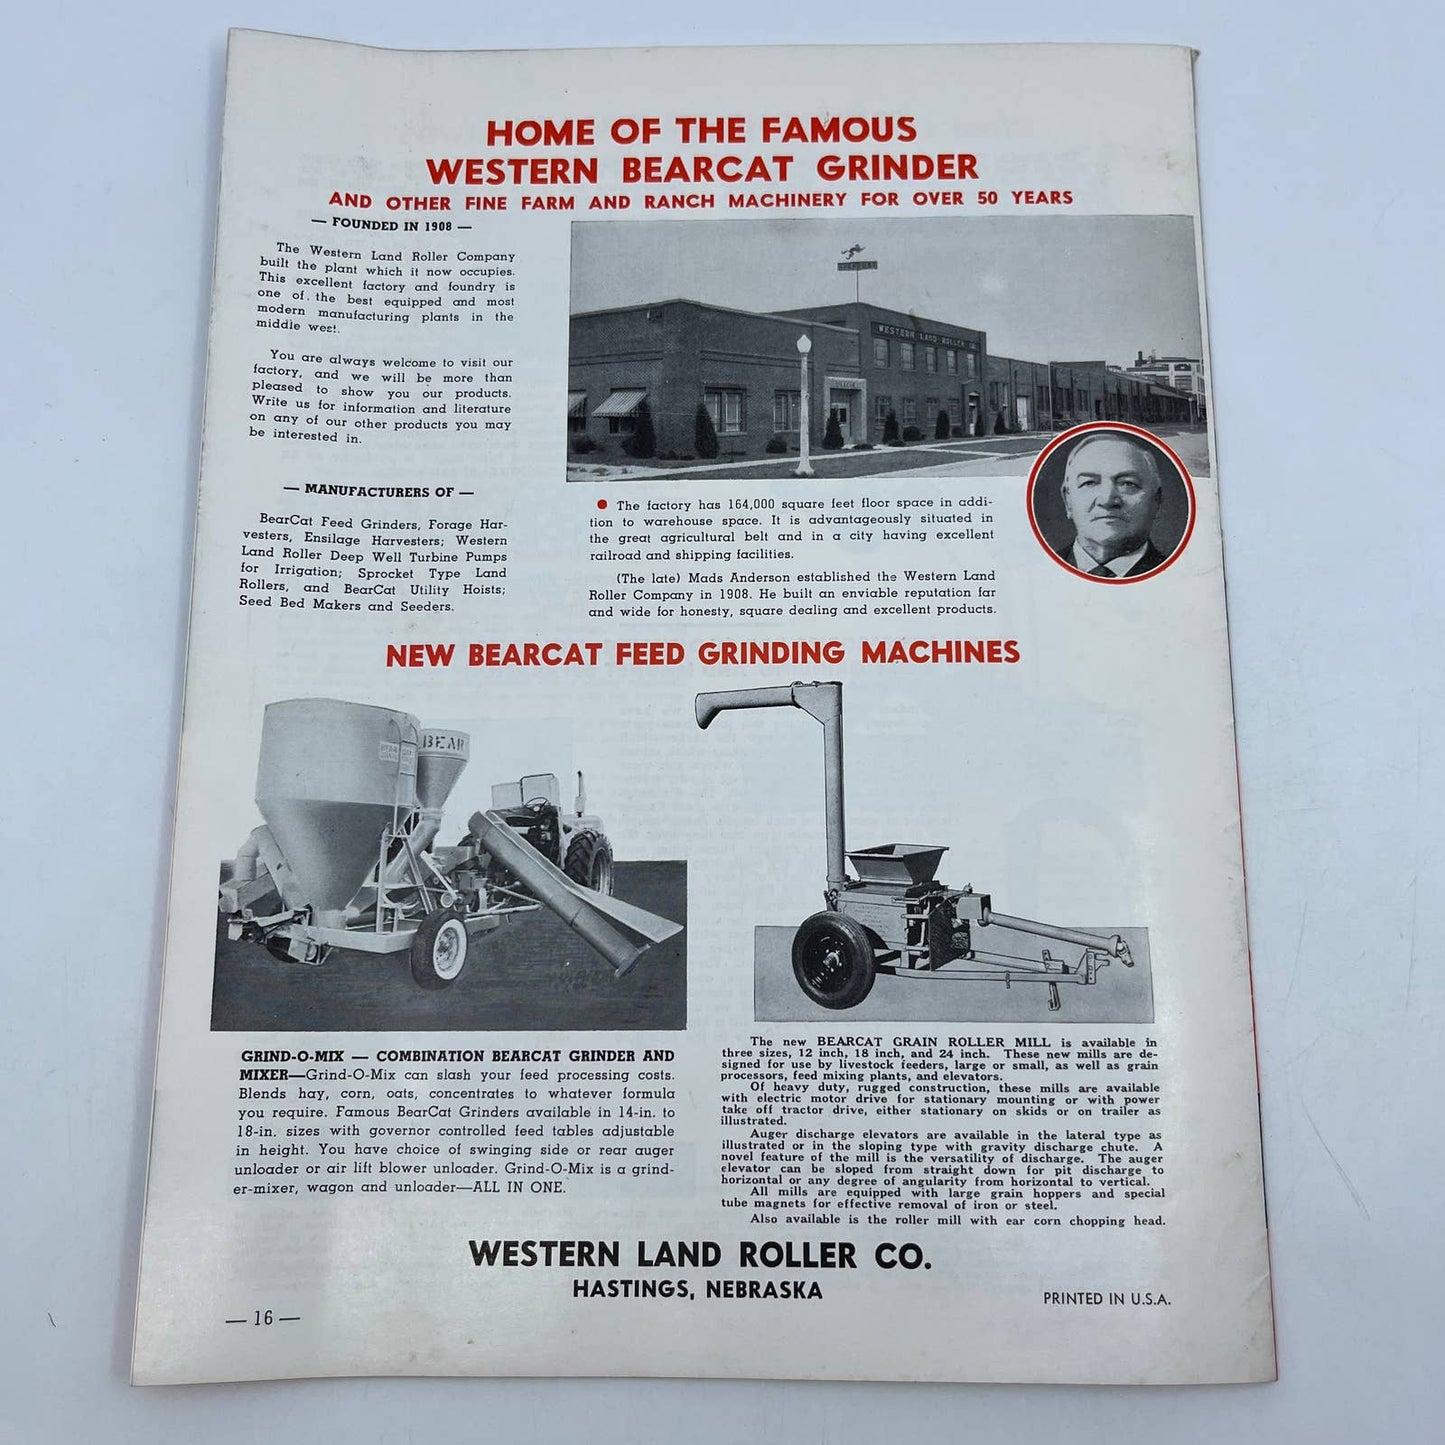 HOME OF THE FAMOUS
WESTERN BEARCAT GRINDER
AND OTHER FINE FARM AND RANCH MACHINERY FOR OVER 50 YEARS
— FOUNDED IN 1908 —
The Western Land Roller Company
built the plant which it now occupies.
This excellent factory and foundry is
one of the best equipped and most
modern manufacturing plants in the
middle west.
You are always welcome to visit our
factory, and we will be more than
pleased to show you our products.
Write us for information and literature
on any of our other products you may
be interested in.
— MANUFACTURERS OF —
BearCat Feed Grinders, Forage Har-
vesters, Ensilage Harvesters; Western
Land Roller Deep Well Turbine Pumps
for Irrigation; Sprocket Type Land
Rollers, and BearCat Utility Hoists;
Seed Bed Makers and Seeders.
WESTERN LAND ROLLER CO.
● The factory has 164,000 square feet floor space in addi-
tion to warehouse space. It is advantageously situated in
the great agricultural belt and in a city having excellent
railroad and shipping facilities.
(The late) Mads Anderson established the Western Land
Roller Company in 1908. He built an enviable reputation far
and wide for honesty, square dealing and excellent products.
NEW BEARCAT FEED GRINDING MACHINES
BEAR
GRIND-O-MIX — COMBINATION BEARCAT GRINDER AND
MIXER—Grind-O-Mix can slash your feed processing costs.
Blends hay, corn, oats, concentrates to whatever formula
you require. Famous BearCat Grinders available in 14-in. to
18-in. sizes with governor controlled feed tables adjustable
in height. You have choice of swinging side or rear auger
unloader or air lift blower unloader. Grind-O-Mix is a grind-
er-mixer, wagon and unloader—ALL IN ONE.
The new BEARCAT GRAIN ROLLER MILL is available in
three sizes, 12 inch, 18 inch, and 24 inch. These new mills are de-
signed for use by livestock feeders, large or small, as well as grain
processors, feed mixing plants, and elevators.
Of heavy duty, rugged construction, these mills are available
with electric motor drive for stationary mounting or with power
take off tractor drive, either stationary on skids or on trailer as
illustrated.
Auger discharge elevators are available in the lateral type as
illustrated or in the sloping type with gravity discharge chute. A
novel feature of the mill is the versatility of discharge. The auger
elevator can be sloped from straight down for pit discharge to
horizontal or any degree of angularity from horizontal to vertical.
All mills are equipped with large grain hoppers and special
tube magnets for effective removal of iron or steel.
Also available is the roller mill with ear corn chopping head.
WESTERN LAND ROLLER CO.
HASTINGS, NEBRASKA
PRINTED IN U.S.A.
— 16 —